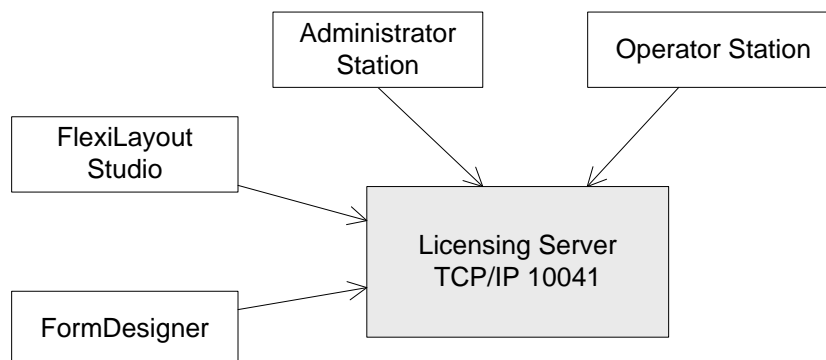 Administrator
Station
Operator Station
FlexiLayout
Studio
Licensing Server
TCP/IP 10041
FormDesigner